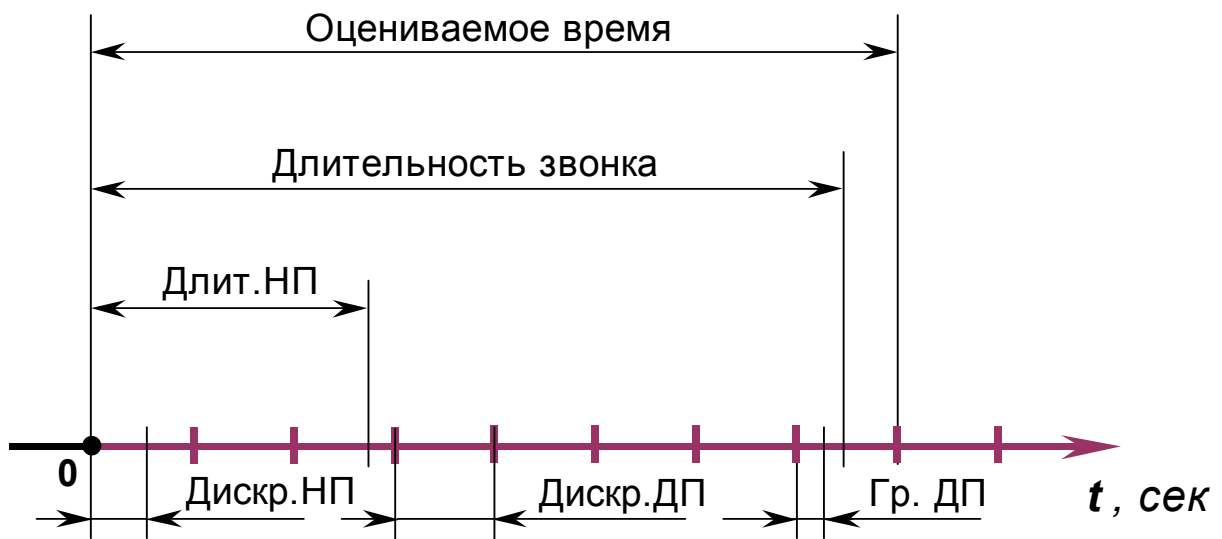 Оцениваемое время
Длительность звонка
Длит.НП
0
Дискр.НП
Дискр.ДП
Гр. ДП
t , сек